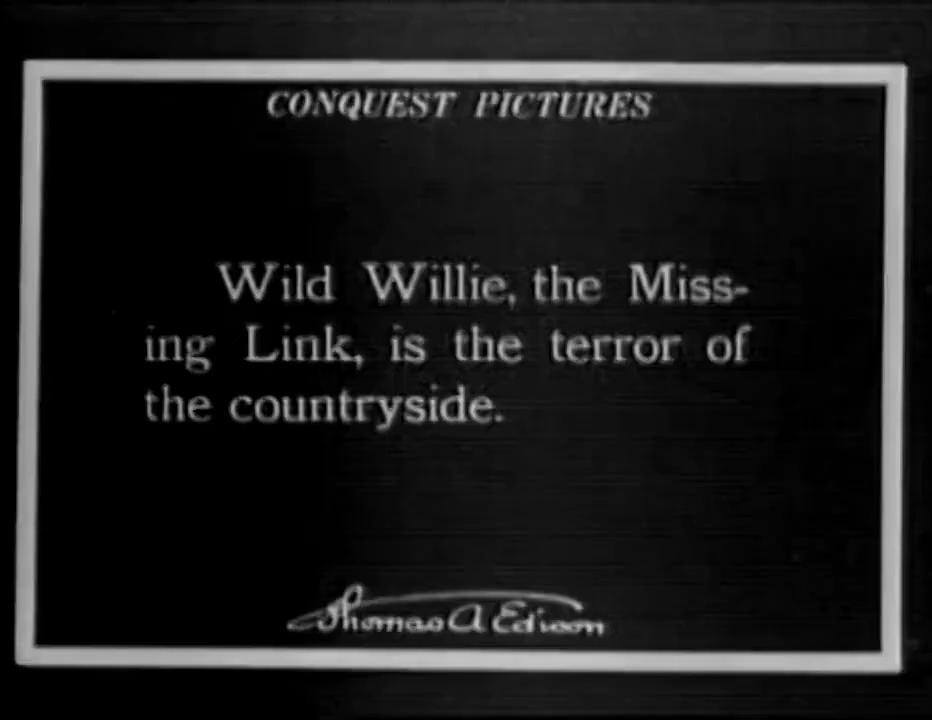 CONQUEST PICTURES
Wild Willie, the Miss-
ing Link, is the terror of
the countryside.
Thomas A Edison